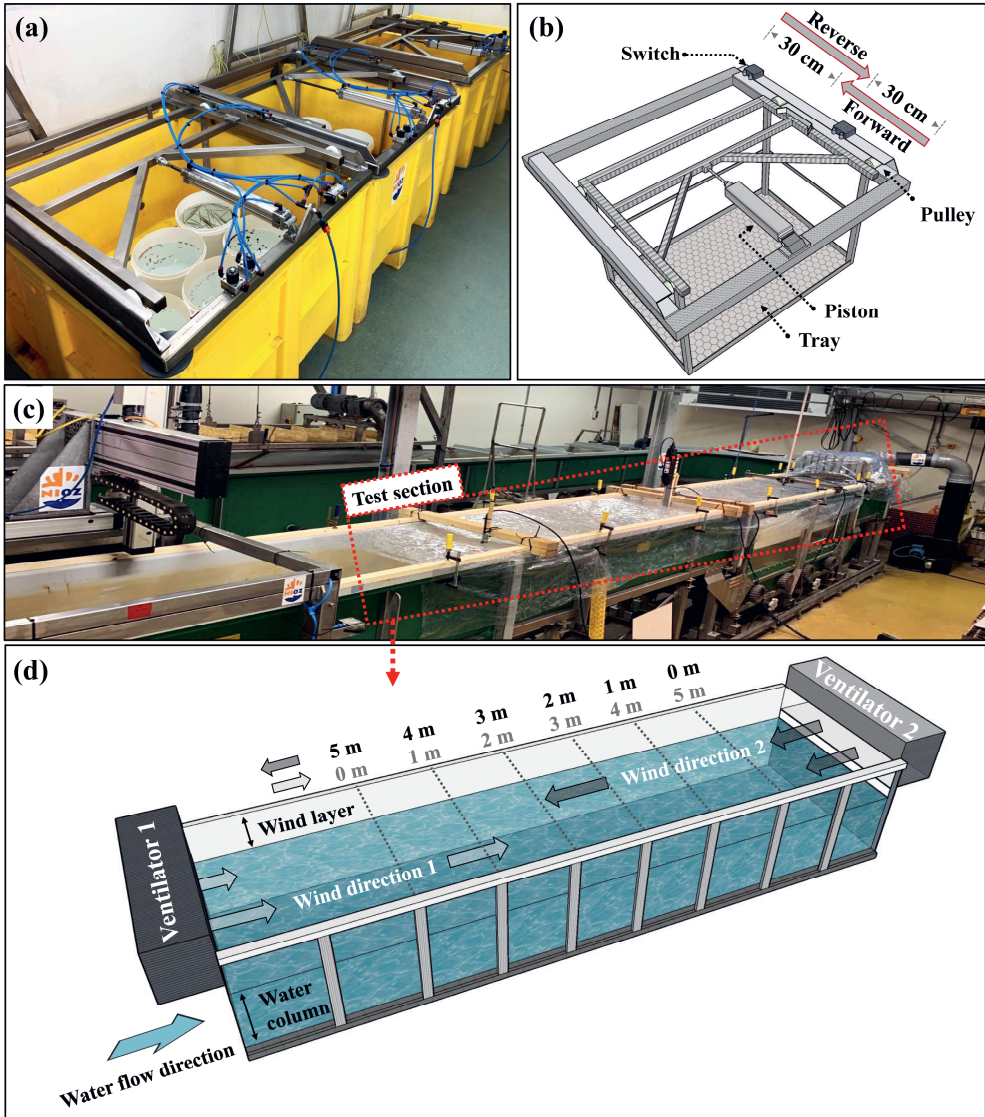 (a)
(b)
Switch
Reverse
30 cm
30 cm
Forward
Pulley
Piston
Tray
(c)
NIOZ
Test section
NIOZ
(d)
0 m
5 m
1 m
4 m
2 m
3 m
3 m
2 m
4 m
1 m
5 m
0 m
Ventilator 2
Wind direction 2
Wind layer
Ventilator 1
Wind direction 1
Water
column
Water flow direction